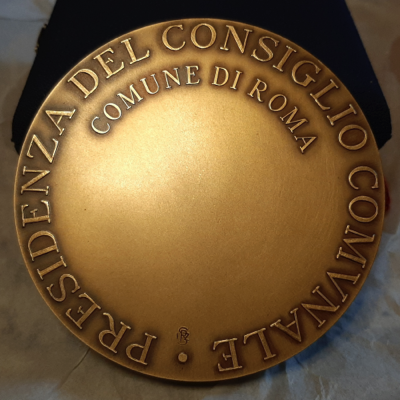 PRESIDENZA DEL CONSIGLIO COMVNALE
COMUNE DI ROMA